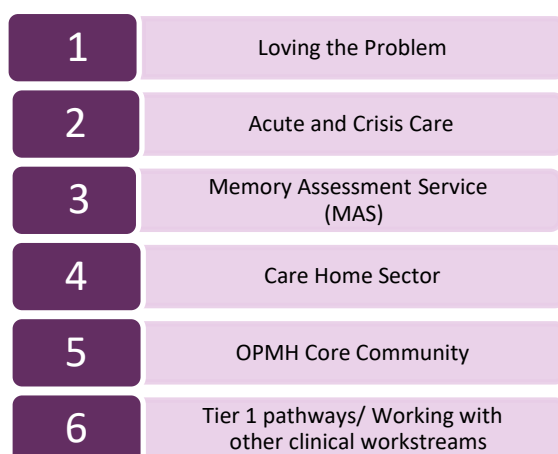 1
Loving the Problem
2
Acute and Crisis Care
3
Memory Assessment Service
(MAS)
4
Care Home Sector
5
OPMH Core Community
6
Tier 1 pathways/ Working with
other clinical workstreams